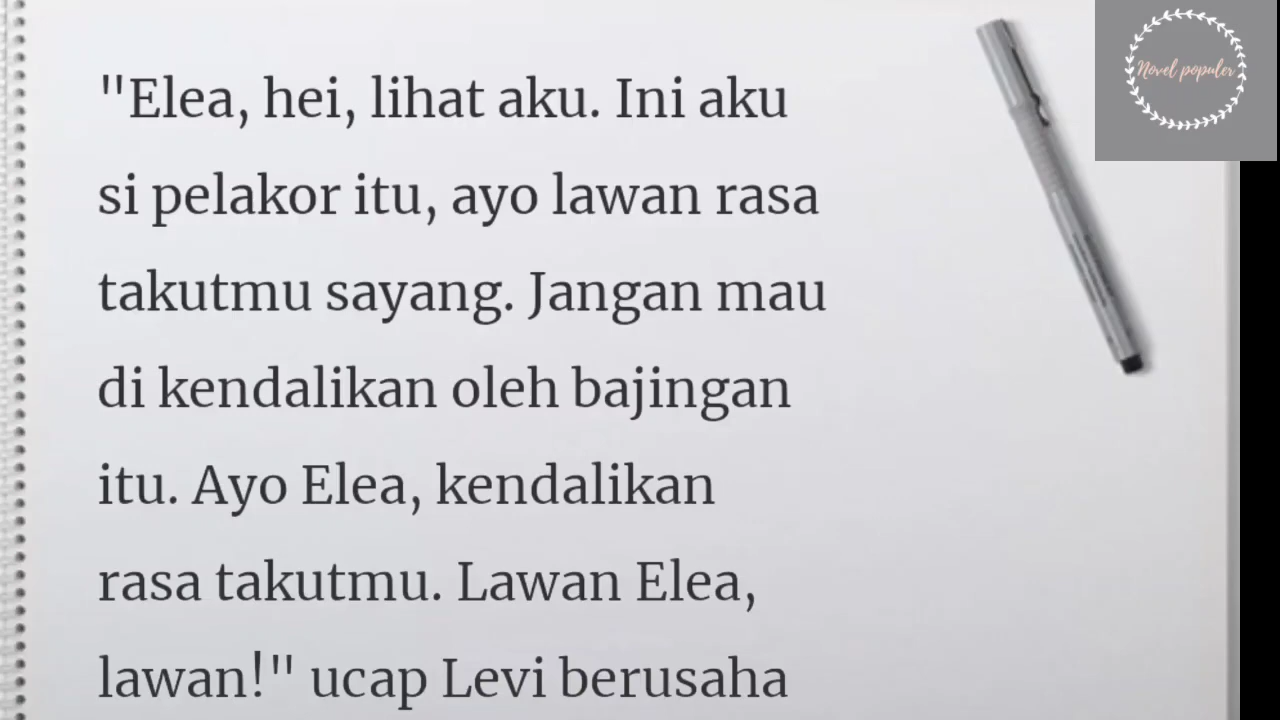 "Elea, hei, lihat aku. Ini aku
si pelakor itu, ayo lawan rasa
takutmu sayang. Jangan mau
di kendalikan oleh bajingan
itu. Ayo Elea, kendalikan
rasa takutmu. Lawan Elea,
lawan!" ucap Levi berusaha
Novel populer